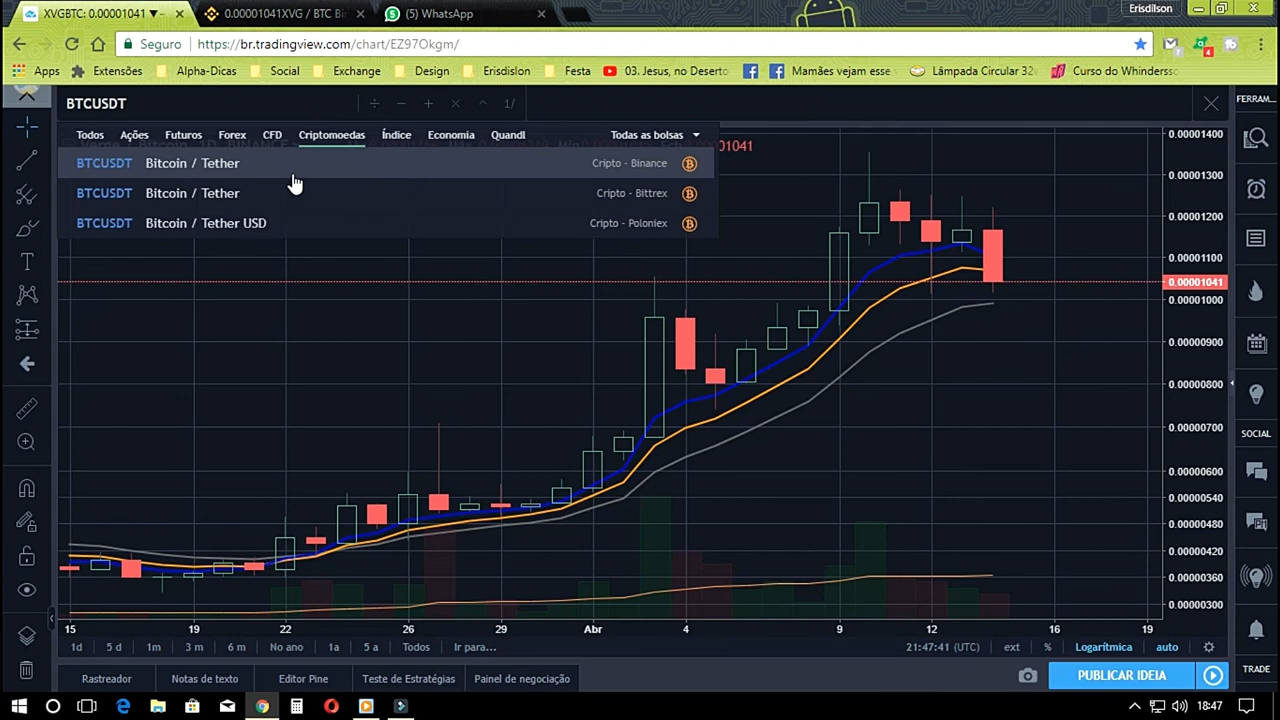 XVGBTC: 0.00001041
0.00001041XVG / BTC Bi
(5) WhatsApp
Erisdilson
Seguro
https://br.tradingview.com/chart/EZ97Okgm/
Apps
Extensões
Alpha-Dicas
Social
Exchange
Design
Erisdilson
Festa
03. Jesus, no Deserto
Mamães vejam esse
Lâmpada Circular 32
Curso do Whinderss
BTCUSDT
1/
FERRAM...
Todos
Ações
Futuros
Forex
CFD
Criptomoedas
Índice
Economia
Quandl
Todas as bolsas
01041
BTCUSDT Bitcoin / Tether Cripto - Binance
BTCUSDT Bitcoin / Tether Cripto - Bittrex
BTCUSDT Bitcoin / Tether USD Cripto - Poloniex
0.00001400
0.00001300
0.00001200
0.00001100
0.00001041
0.00001000
0.00000900
0.00000800
0.00000700
0.00000600
0.00000540
0.00000480
0.00000420
0.00000360
0.00000300
SOCIAL
15
19
22
26
29
Abr
4
9
12
16
19
1d
5 d
1m
3 m
6 m
No ano
1a
5 a
Todos
Ir para...
21:47:41 (UTC)
ext
%
Logarítmica
auto
Rastreador
Notas de texto
Editor Pine
Teste de Estratégias
Painel de negociação
PUBLICAR IDEIA
TRADE
18:47